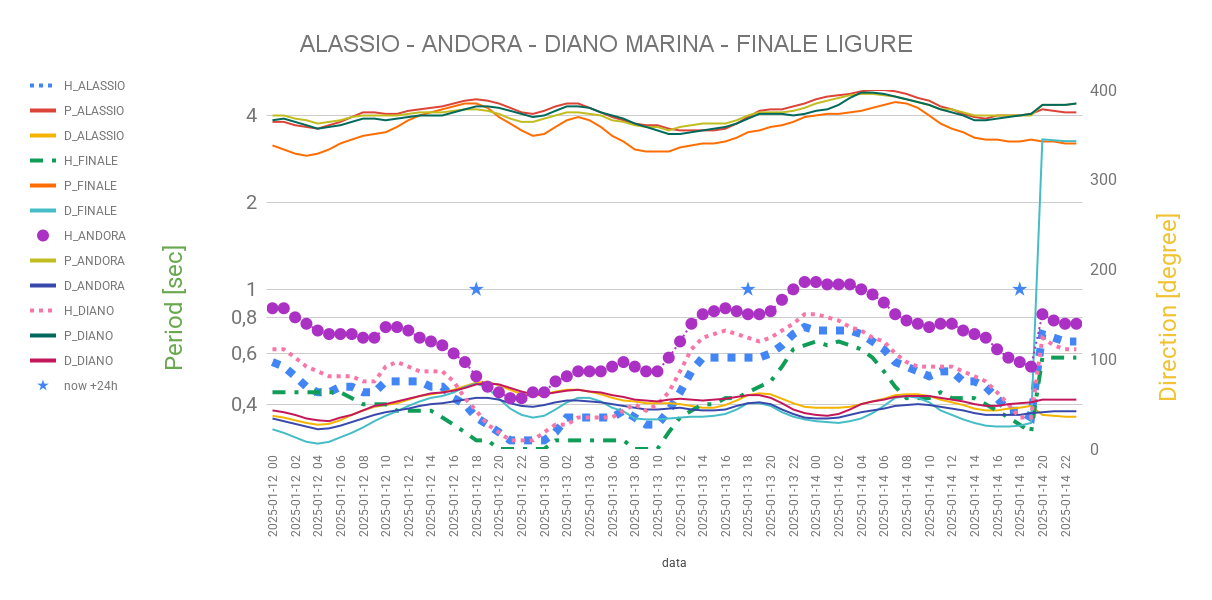 ALASSIO - ANDORA - DIANO MARINA - FINALE LIGURE
H_ALASSIO
P_ALASSIO
D_ALASSIO
H_FINALE
P_FINALE
D_FINALE
H_ANDORA
P_ANDORA
D_ANDORA
H_DIANO
P_DIANO
D_DIANO
now +24h
Period [sec]
4
2
1
0,8
0,6
0,4
400
300
200
100
0
Direction [degree]
2025-01-12 00
2025-01-12 02
2025-01-12 04
2025-01-12 06
2025-01-12 08
2025-01-12 10
2025-01-12 12
2025-01-12 14
2025-01-12 16
2025-01-12 18
2025-01-12 20
2025-01-12 22
2025-01-13 00
2025-01-13 02
2025-01-13 04
2025-01-13 06
2025-01-13 08
2025-01-13 10
2025-01-13 12
2025-01-13 14
2025-01-13 16
2025-01-13 18
2025-01-13 20
2025-01-13 22
2025-01-14 00
2025-01-14 02
2025-01-14 04
2025-01-14 06
2025-01-14 08
2025-01-14 10
2025-01-14 12
2025-01-14 14
2025-01-14 16
2025-01-14 18
2025-01-14 20
2025-01-14 22
data